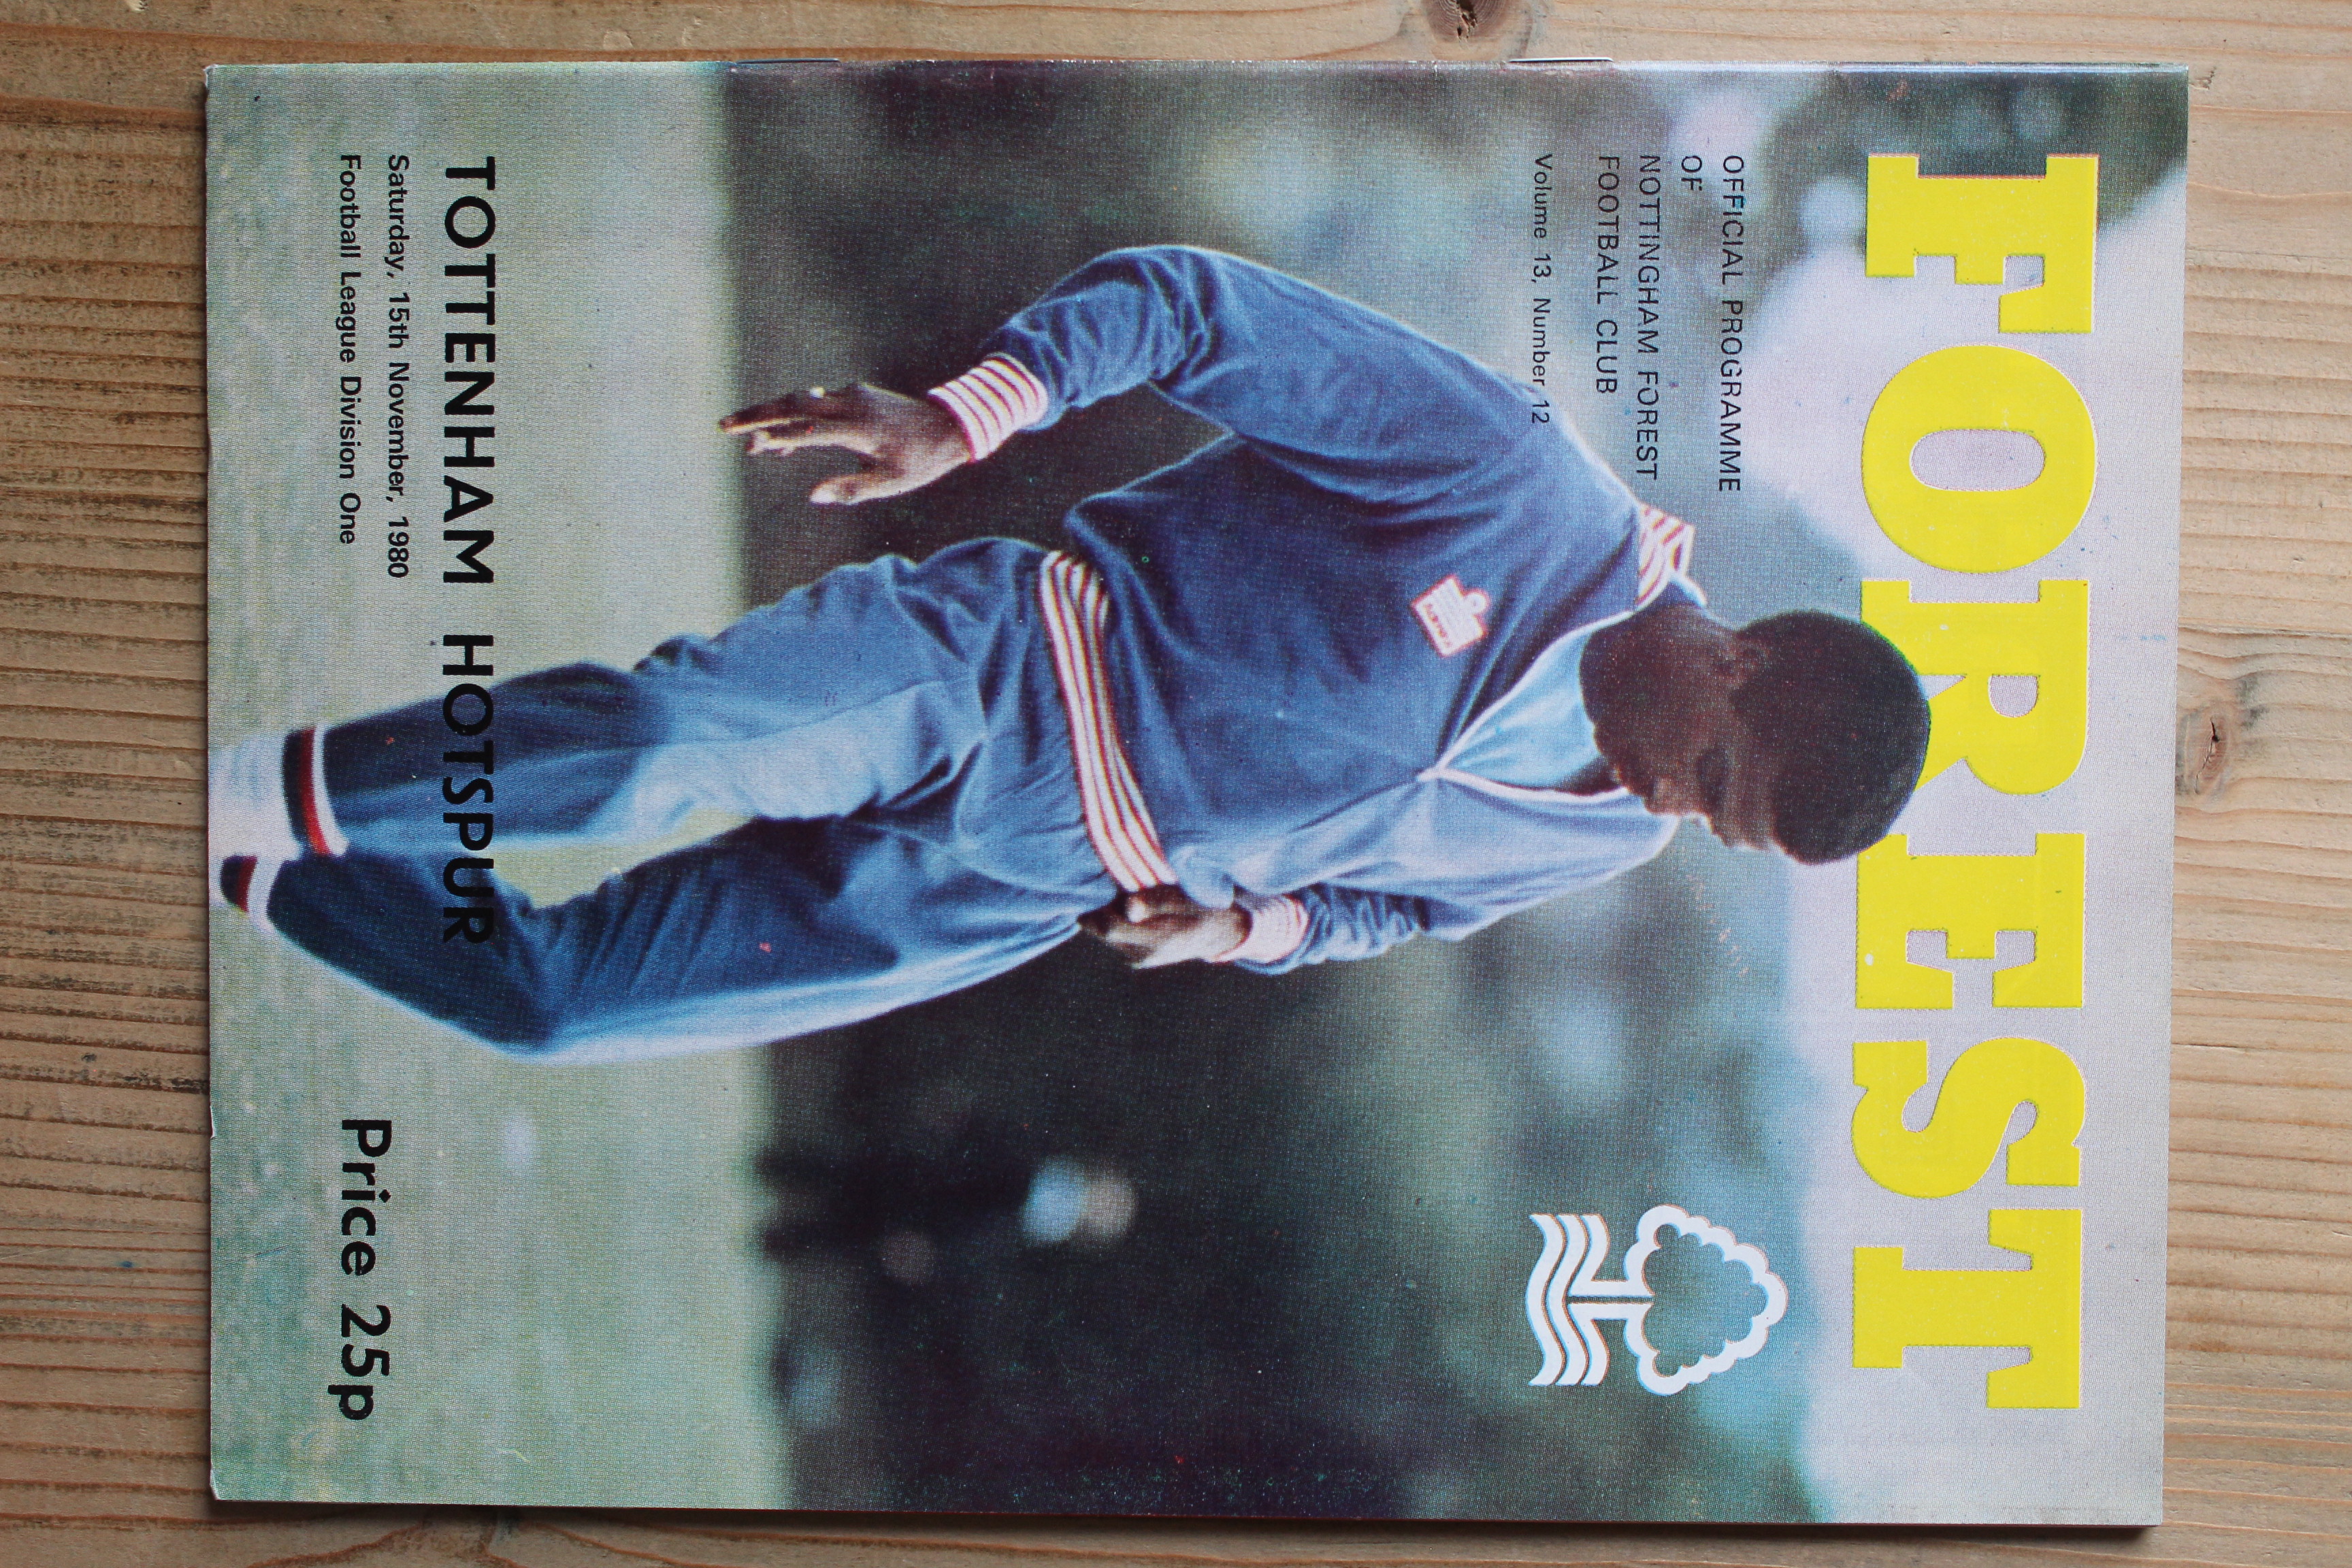 FOREST
OFFICIAL PROGRAMME
OF
NOTTINGHAM FOREST
FOOTBALL CLUB
Volume 13, Number 12
TOTTENHAM HOTSPUR
Saturday, 15th November, 1980
Football League Division One
Price 25p